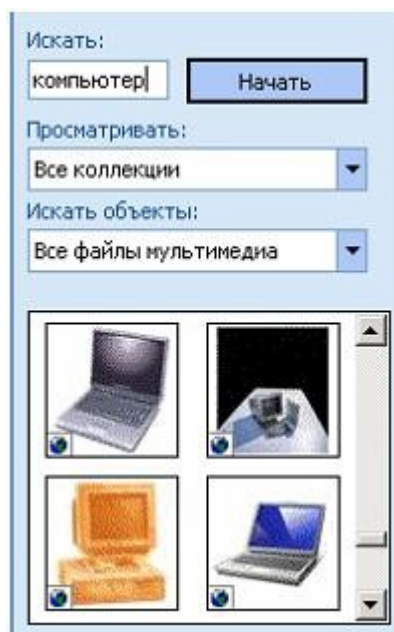 Искать:
компьютер
Начать
Просматривать:
Все коллекции
Искать объекты:
Все файлы мультимедиа